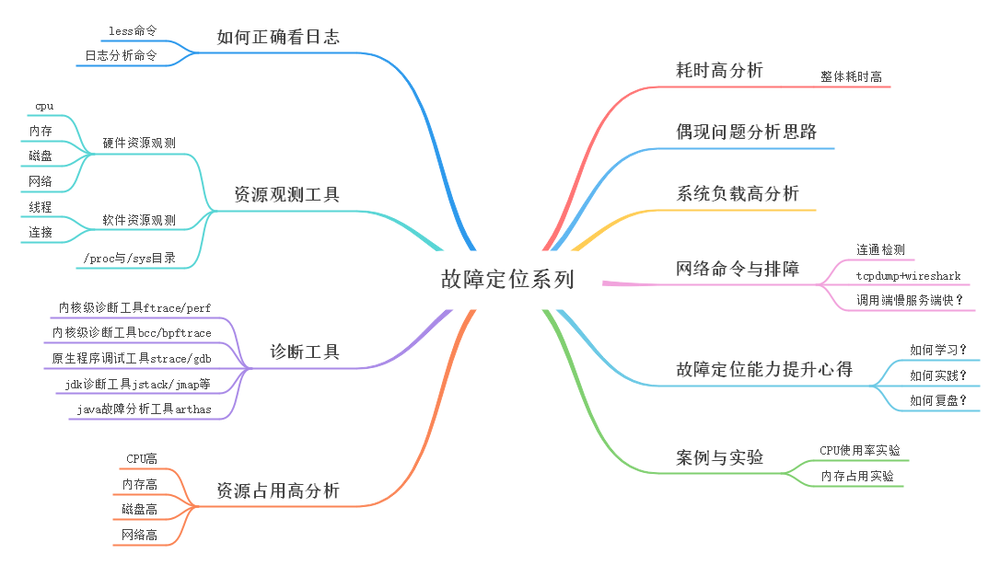 故障定位系列
如何正确看日志
less命令
日志分析命令
资源观测工具
硬件资源观测
cpu
内存
磁盘
网络
软件资源观测
线程
连接
/proc与/sys目录
诊断工具
内核级诊断工具ftrace/perf
内核级诊断工具bcc/bpftrace
原生程序调试工具strace/gdb
jdk诊断工具jstack/jmap等
java故障分析工具arthas
资源占用高分析
CPU高
内存高
磁盘高
网络高
耗时高分析
整体耗时高
偶现问题分析思路
系统负载高分析
网络命令与排障
连通检测
tcpdump+wireshark
调用端慢服务端快？
故障定位能力提升心得
如何学习？
如何实践？
如何复盘？
案例与实验
CPU使用率实验
内存占用实验